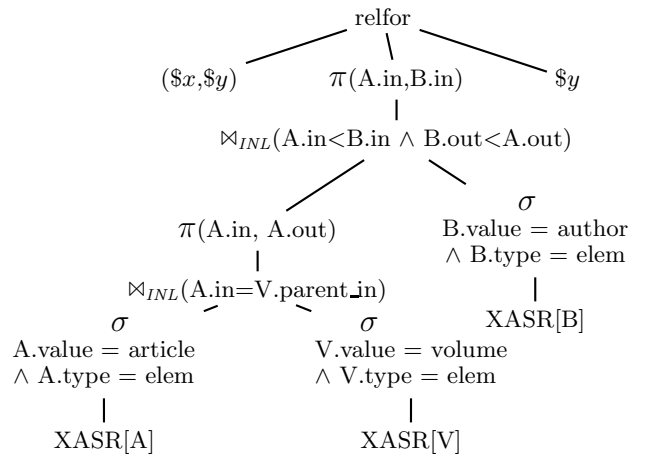 relfor
($x,$y) π(A.in,B.in) $y
⋈INL(A.in<B.in ∧ B.out<A.out)
σ
B.value = author
∧ B.type = elem
XASR[B]
π(A.in, A.out)
⋈INL(A.in=V.parent_in)
σ
A.value = article
∧ A.type = elem
XASR[A]
σ
V.value = volume
∧ V.type = elem
XASR[V]